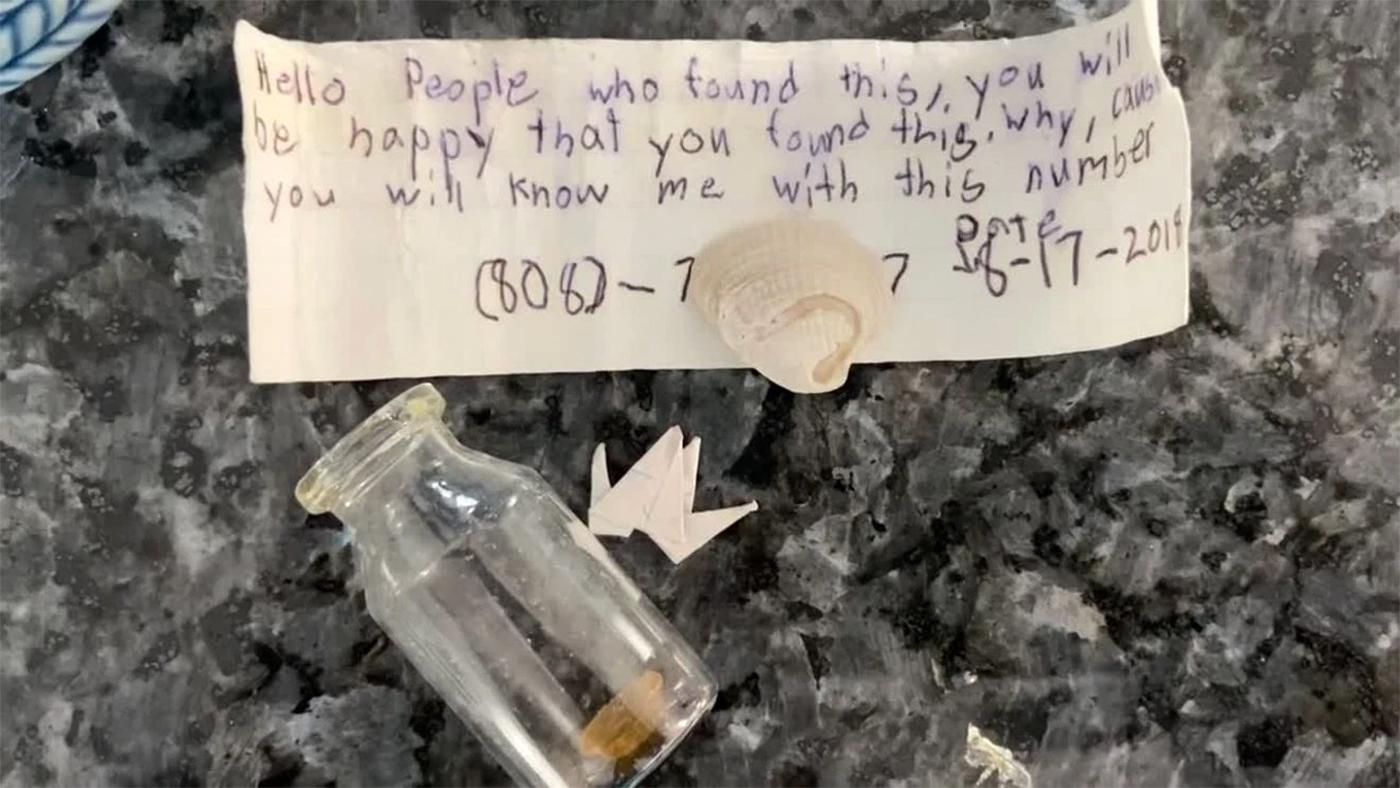 Hello People who found this, you will
be happy that you found this. why, caus
you will know me with this number
Date
(808)-7 7 8-17-2018